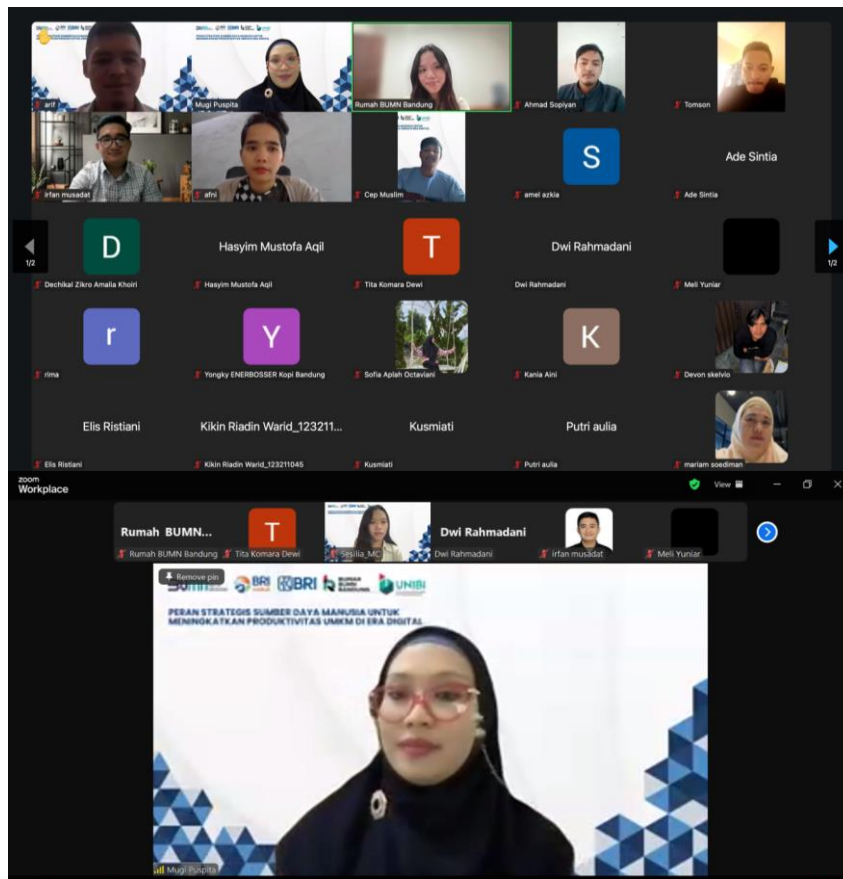 arif
Mugi Puspita
Rumah BUMN Bandung
Ahmad Sopiyan
Tomson
irfan musadat
afni
Cep Muslim
S
amel azkia
Ade Sintia
Ade Sintia
1/2
D
Dechikal Zikro Amalia Khoiri
Hasyim Mustofa Aqil
Hasyim Mustofa Aqil
T
Tita Komara Dewi
Dwi Rahmadani
Dwi Rahmadani
Meli Yuniar
1/2
r
rima
Y
Yongky ENERBOSSER Kopi Bandung
Sofia Aplah Octaviani
K
Kania Aini
Devon skelvio
Elis Ristiani
Elis Ristiani
Kikin Riadin Warid_123211...
Kikin Riadin Warid_123211045
Kusmiati
Kusmiati
Putri aulia
Putri aulia
mariam soediman
zoom
Workplace
View
Rumah BUMN...
Rumah BUMN Bandung
T
Tita Komara Dewi
Sesilia_MC
Dwi Rahmadani
Dwi Rahmadani
irfan musadat
Meli Yuniar
Remove pin
BRI
BRI
RUMAH BUMN BANDUNG
UNIBI
PERAN STRATEGIS SUMBER DAYA MANUSIA UNTUK
MENINGKATKAN PRODUKTIVITAS UMKM DI ERA DIGITAL
Mugi Puspita